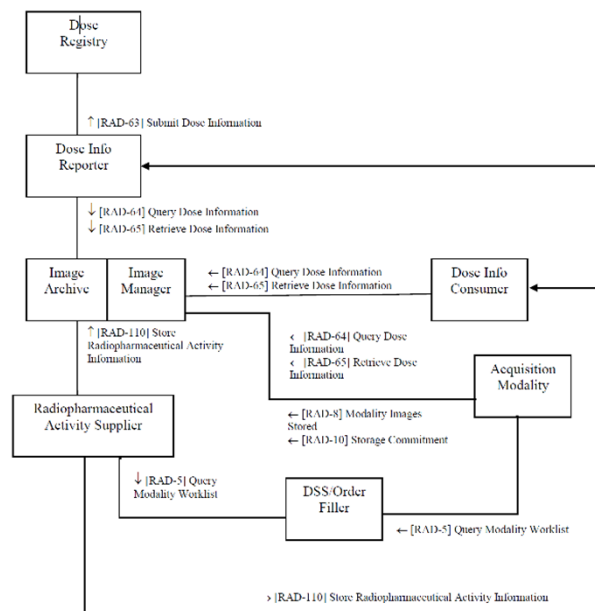 Dose
Registry
↑ [RAD-63] Submit Dose Information
Dose Info
Reporter
↓ [RAD-64] Query Dose Information
↓ [RAD-65] Retrieve Dose Information
Image
Archive
Image
Manager
← [RAD-64] Query Dose Information
← [RAD-65] Retrieve Dose Information
Dose Info
Consumer
↑ [RAD-110] Store
Radiopharmaceutical Activity
Information
‹ [RAD-64] Query Dose
Information
‹ [RAD-65] Retrieve Dose
Information
Acquisition
Modality
Radiopharmaceutical
Activity Supplier
← [RAD-8] Modality Images
Stored
← [RAD-10] Storage Commitment
↓ [RAD-5] Query
Modality Worklist
DSS/Order
Filler
← [RAD-5] Query Modality Worklist
› [RAD-110] Store Radiopharmaceutical Activity Information